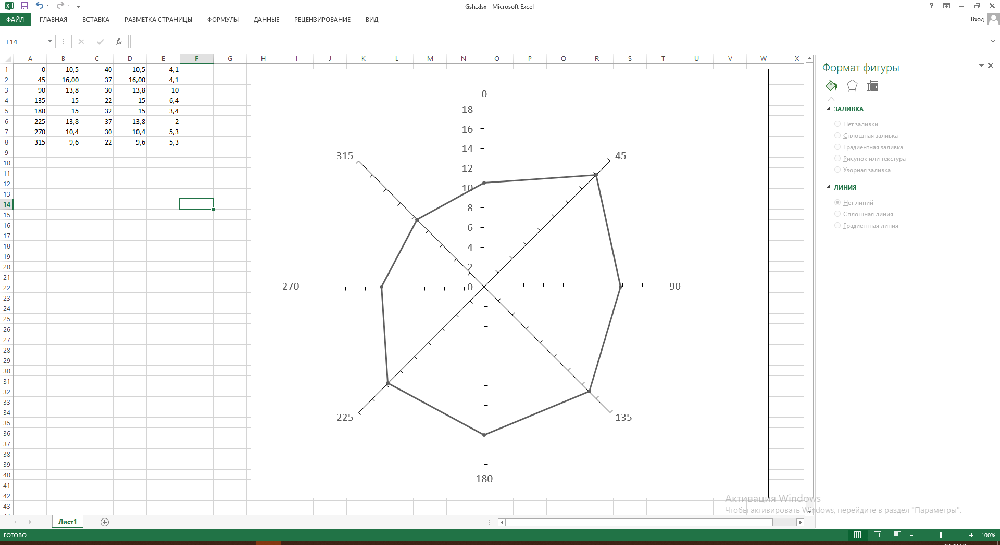 Gsh.xlsx - Microsoft Excel
ФАЙЛ ГЛАВНАЯ ВСТАВКА РАЗМЕТКА СТРАНИЦЫ ФОРМУЛЫ ДАННЫЕ РЕЦЕНЗИРОВАНИЕ ВИД Вход
F14 fx
A B C D E F G H I J K L M N O P Q R S T U V W X
1 0 10,5 40 10,5 4,1
2 45 16,00 37 16,00 4,1
3 90 13,8 30 13,8 10
4 135 15 22 15 6,4
5 180 15 32 15 3,4
6 225 13,8 37 13,8 2
7 270 10,4 30 10,4 5,3
8 315 9,6 22 9,6 5,3
9
10
11
12
13
14
15
16
17
18
19
20
21
22
23
24
25
26
27
28
29
30
31
32
33
34
35
36
37
38
39
40
41
42
43
0
18
16
14
12
10
8
6
4
2
0
45
90
135
180
225
270
315
Формат фигуры
ЗАЛИВКА
Нет заливки
Сплошная заливка
Градиентная заливка
Рисунок или текстура
Узорная заливка
ЛИНИЯ
Нет линий
Сплошная линия
Градиентная линия
Активация Windows
Чтобы активировать Windows, перейдите в раздел "Параметры".
Лист1
ГОТОВО 100%